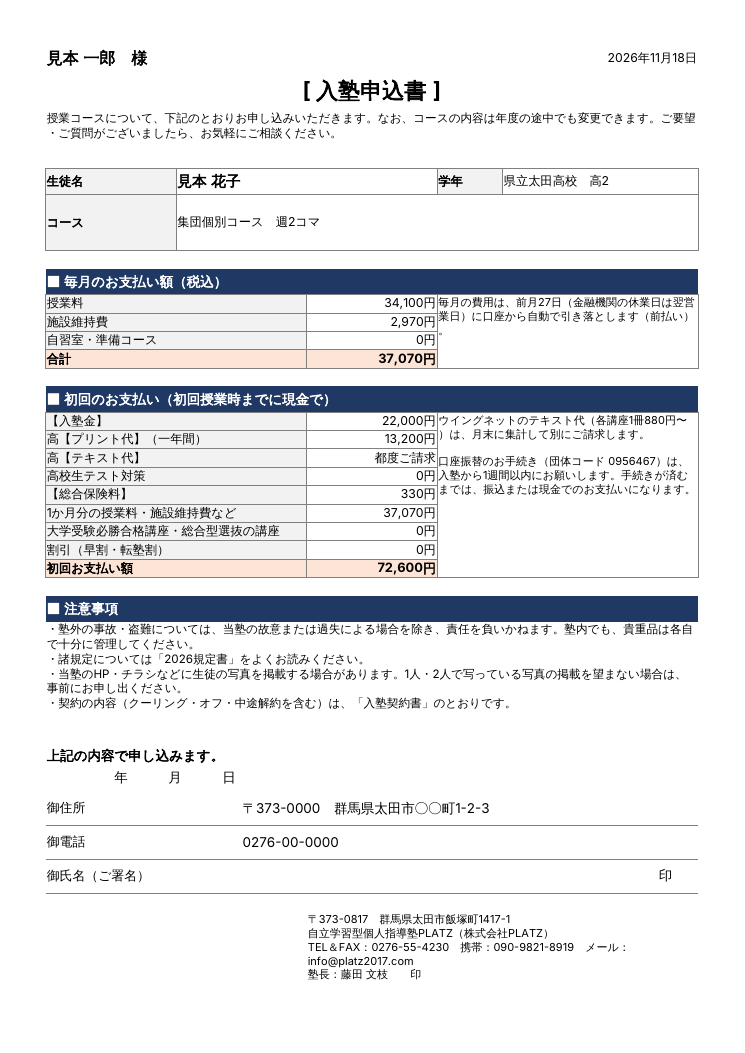 見本 一郎　様
2026年11月18日
[ 入塾申込書 ]
授業コースについて、下記のとおりお申し込みいただきます。なお、コースの内容は年度の途中でも変更できます。ご要望
・ご質問がございましたら、お気軽にご相談ください。
生徒名 見本 花子 学年 県立太田高校　高2
コース 集団個別コース　週2コマ
■ 毎月のお支払い額（税込）
授業料 34,100円
施設維持費 2,970円
自習室・準備コース 0円
合計 37,070円
毎月の費用は、前月27日（金融機関の休業日は翌営
業日）に口座から自動で引き落とします（前払い）
。
■ 初回のお支払い（初回授業時までに現金で）
【入塾金】 22,000円
高【プリント代】（一年間） 13,200円
高【テキスト代】 都度ご請求
高校生テスト対策 0円
【総合保険料】 330円
1か月分の授業料・施設維持費など 37,070円
大学受験必勝合格講座・総合型選抜の講座 0円
割引（早割・転塾割） 0円
初回お支払い額 72,600円
ウイングネットのテキスト代（各講座1冊880円〜
）は、月末に集計して別にご請求します。
口座振替のお手続き（団体コード 0956467）は、
入塾から1週間以内にお願いします。手続きが済む
までは、振込または現金でのお支払いになります。
■ 注意事項
・塾外の事故・盗難については、当塾の故意または過失による場合を除き、責任を負いかねます。塾内でも、貴重品は各自
で十分に管理してください。
・諸規定については「2026規定書」をよくお読みください。
・当塾のHP・チラシなどに生徒の写真を掲載する場合があります。1人・2人で写っている写真の掲載を望まない場合は、
事前にお申し出ください。
・契約の内容（クーリング・オフ・中途解約を含む）は、「入塾契約書」のとおりです。
上記の内容で申し込みます。
年　　　月　　　日
御住所 〒373-0000　群馬県太田市〇〇町1-2-3
御電話 0276-00-0000
御氏名（ご署名） 印
〒373-0817　群馬県太田市飯塚町1417-1
自立学習型個人指導塾PLATZ（株式会社PLATZ）
TEL＆FAX：0276-55-4230　携帯：090-9821-8919　メール：
info@platz2017.com
塾長：藤田 文枝　　印